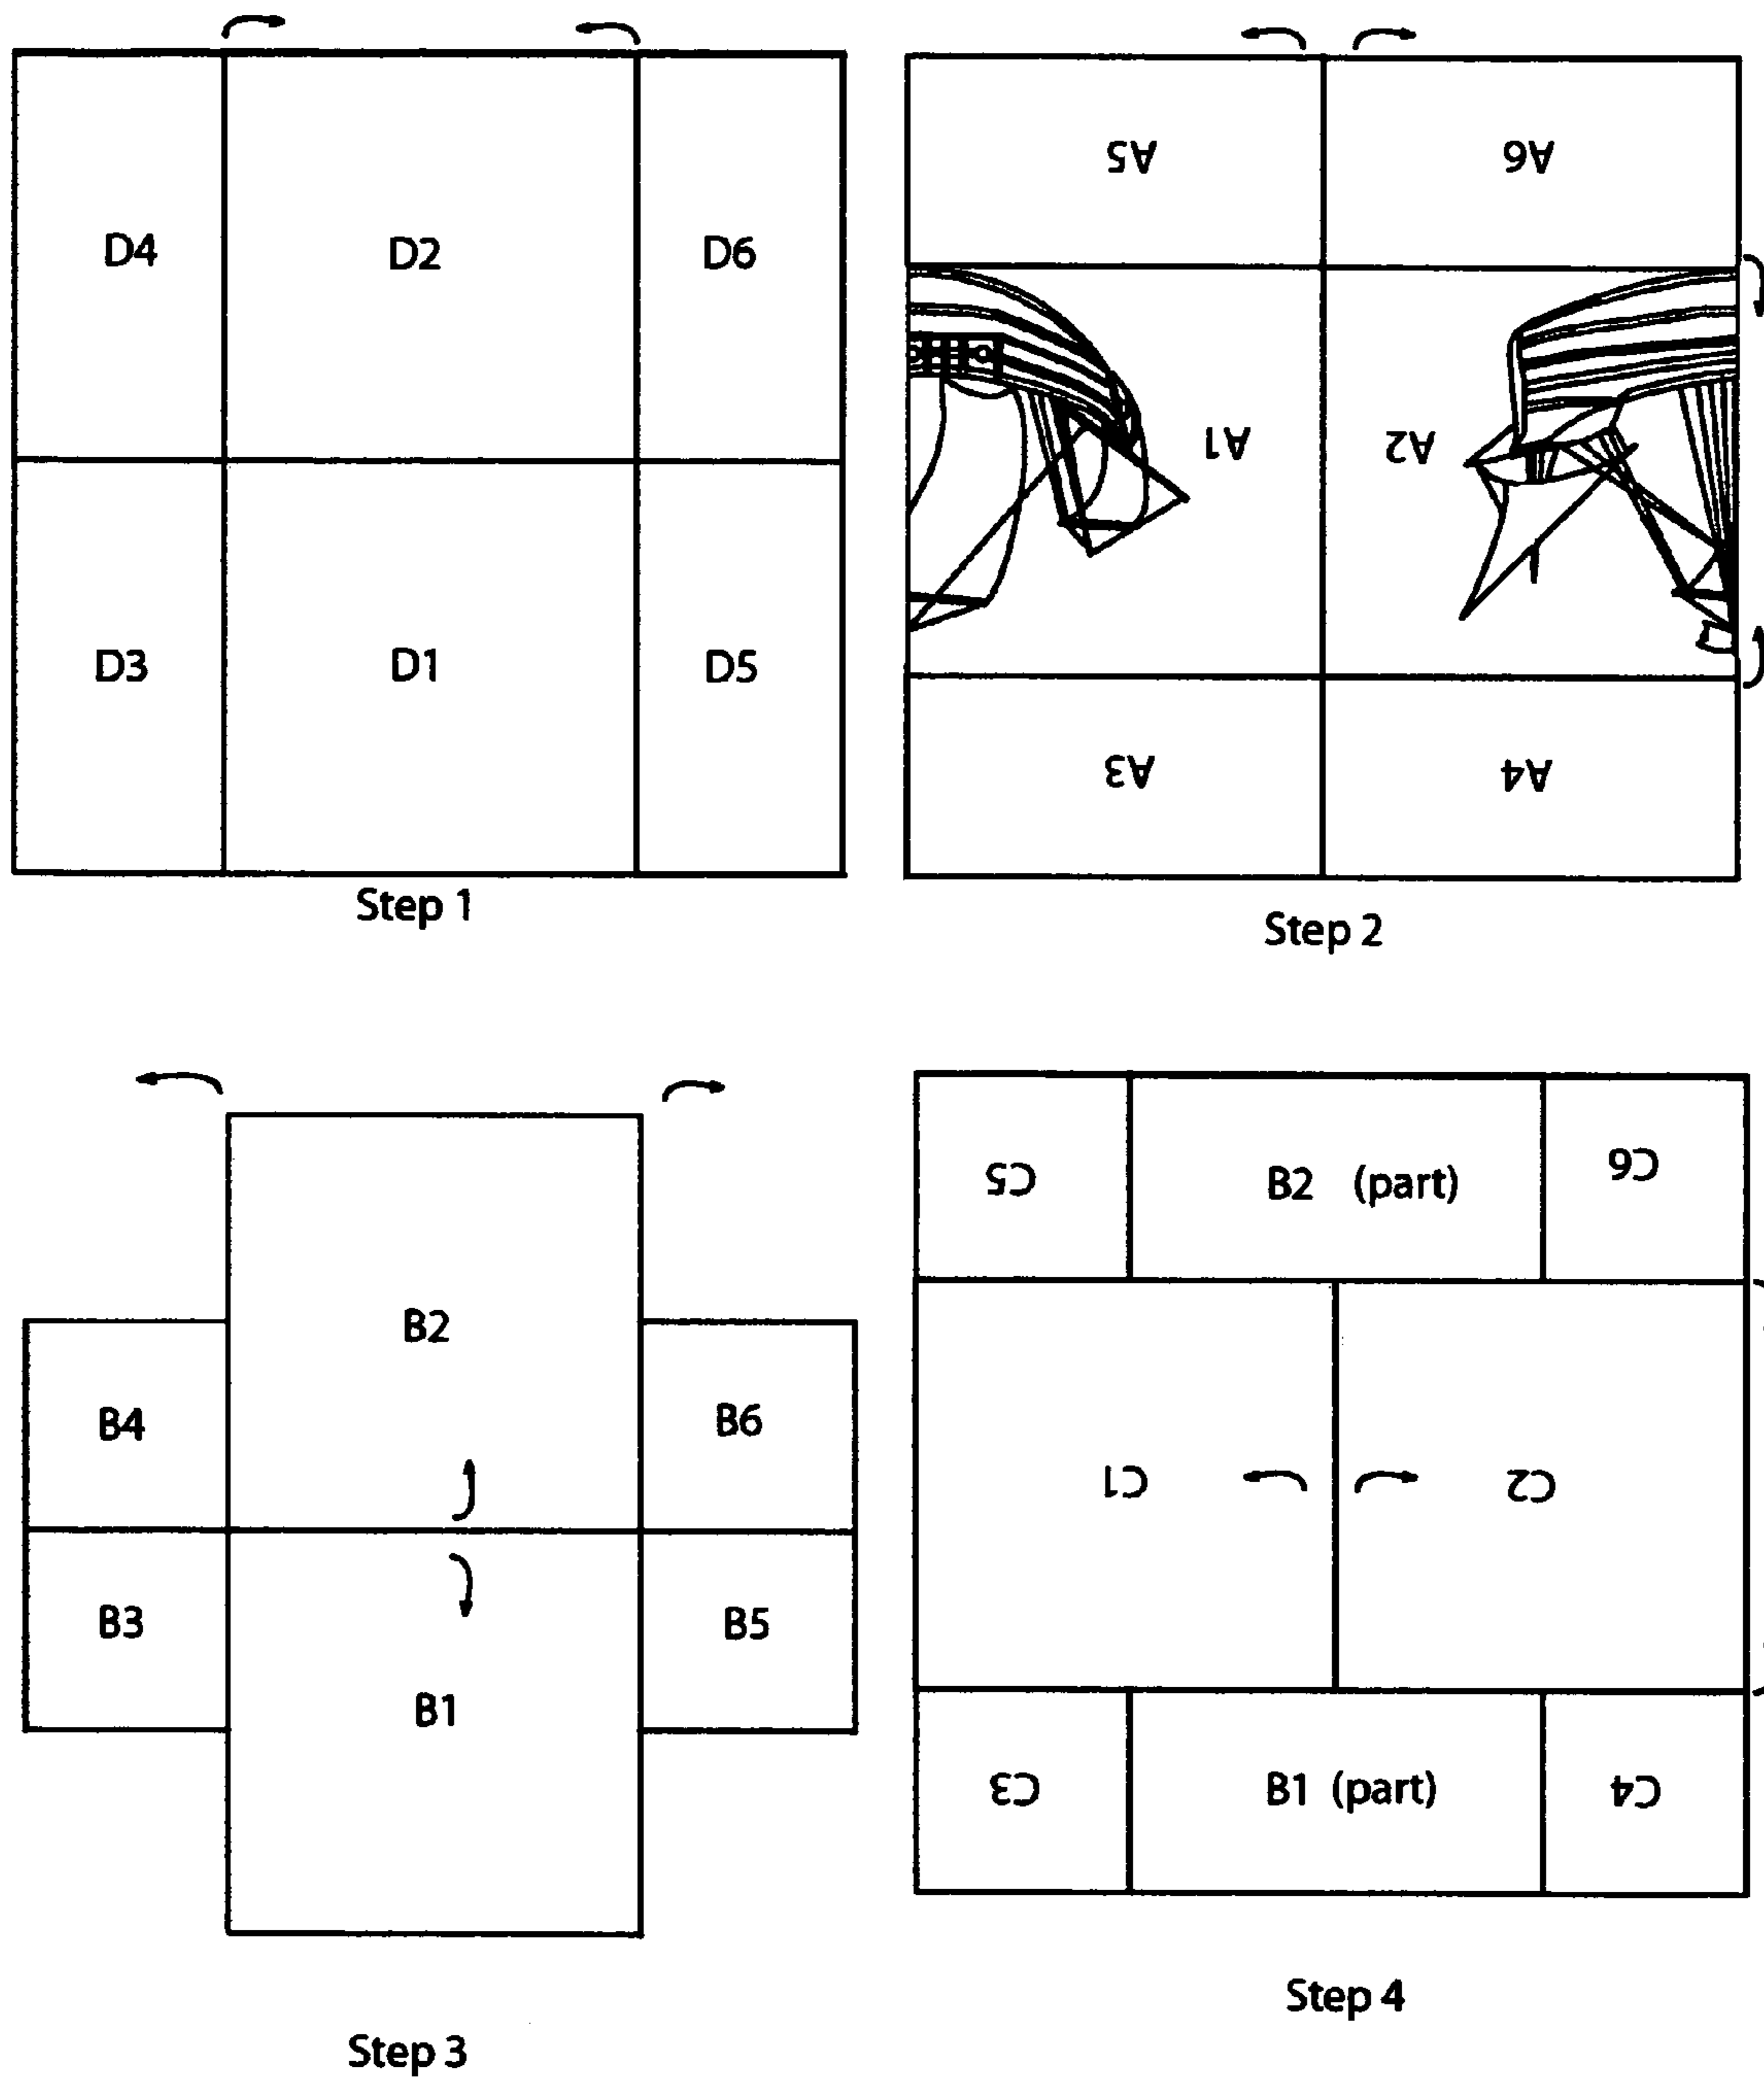 D4 D2 D6
D3 D1 D5
Step 1
A5 A6
A1 A2
A3 A4
Step 2
B2
B4 B6
B3 B5
B1
Step 3
C5 B2 (part) C6
C1 C2
C3 B1 (part) C4
Step 4